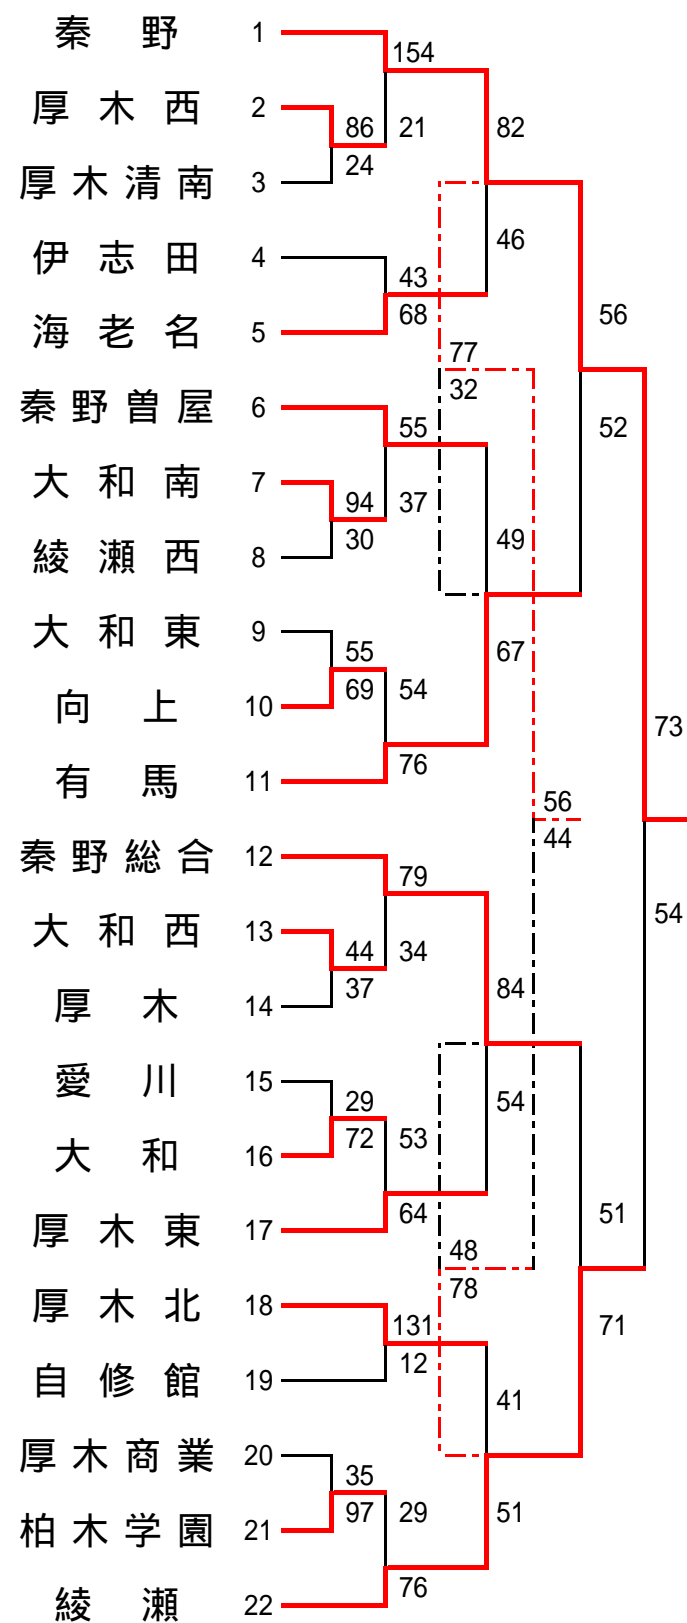 秦野 1
154
厚木西 2
86 21 82
24
厚木清南 3
46
伊志田 4
43
68
海老名 5
56
77
32
秦野曽屋 6
55 52
大和南 7
94 37
30 49
綾瀬西 8
大和東 9
55 67
69 54
向上 10
73
76
有馬 11
56
44
秦野総合 12
79
54
大和西 13
44 34
37 84
厚木 14
愛川 15
29 54
72 53
大和 16
64 51
厚木東 17
48
78
厚木北 18
131 71
12
自修館 19
41
厚木商業 20
35
97 29 51
柏木学園 21
76
綾瀬 22